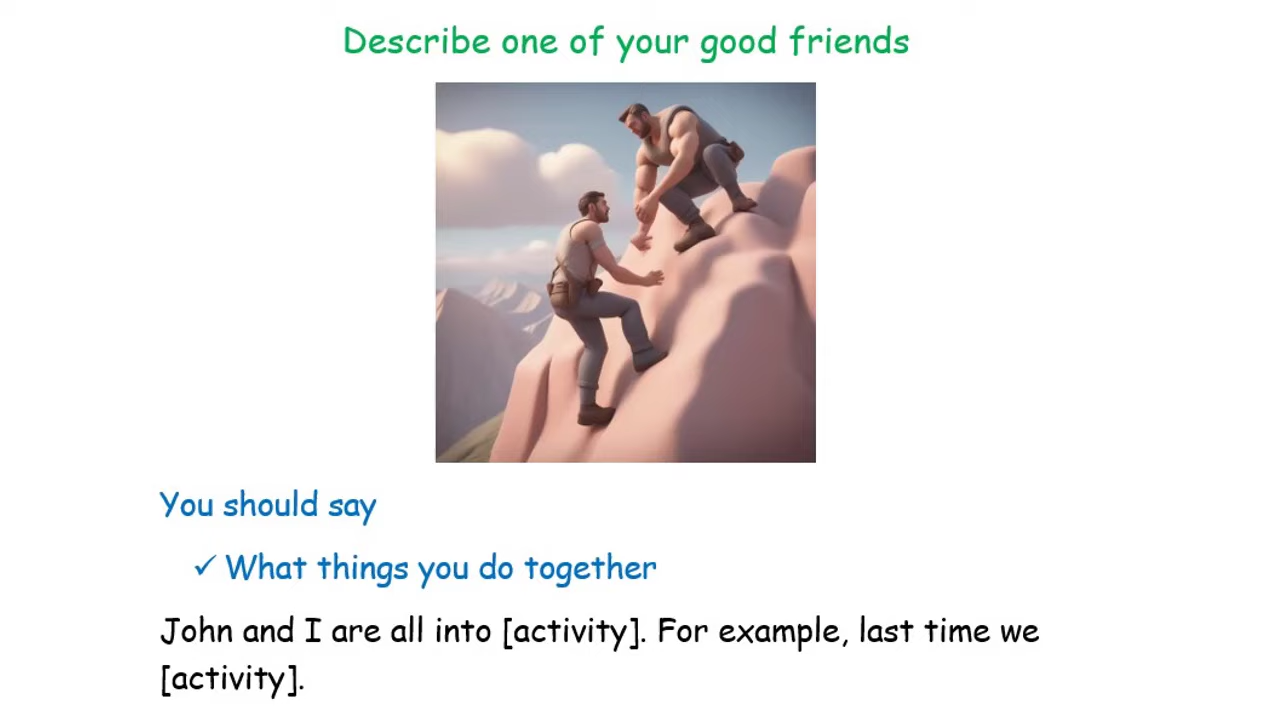 Describe one of your good friends
You should say
✓ What things you do together
John and I are all into [activity]. For example, last time we
[activity].